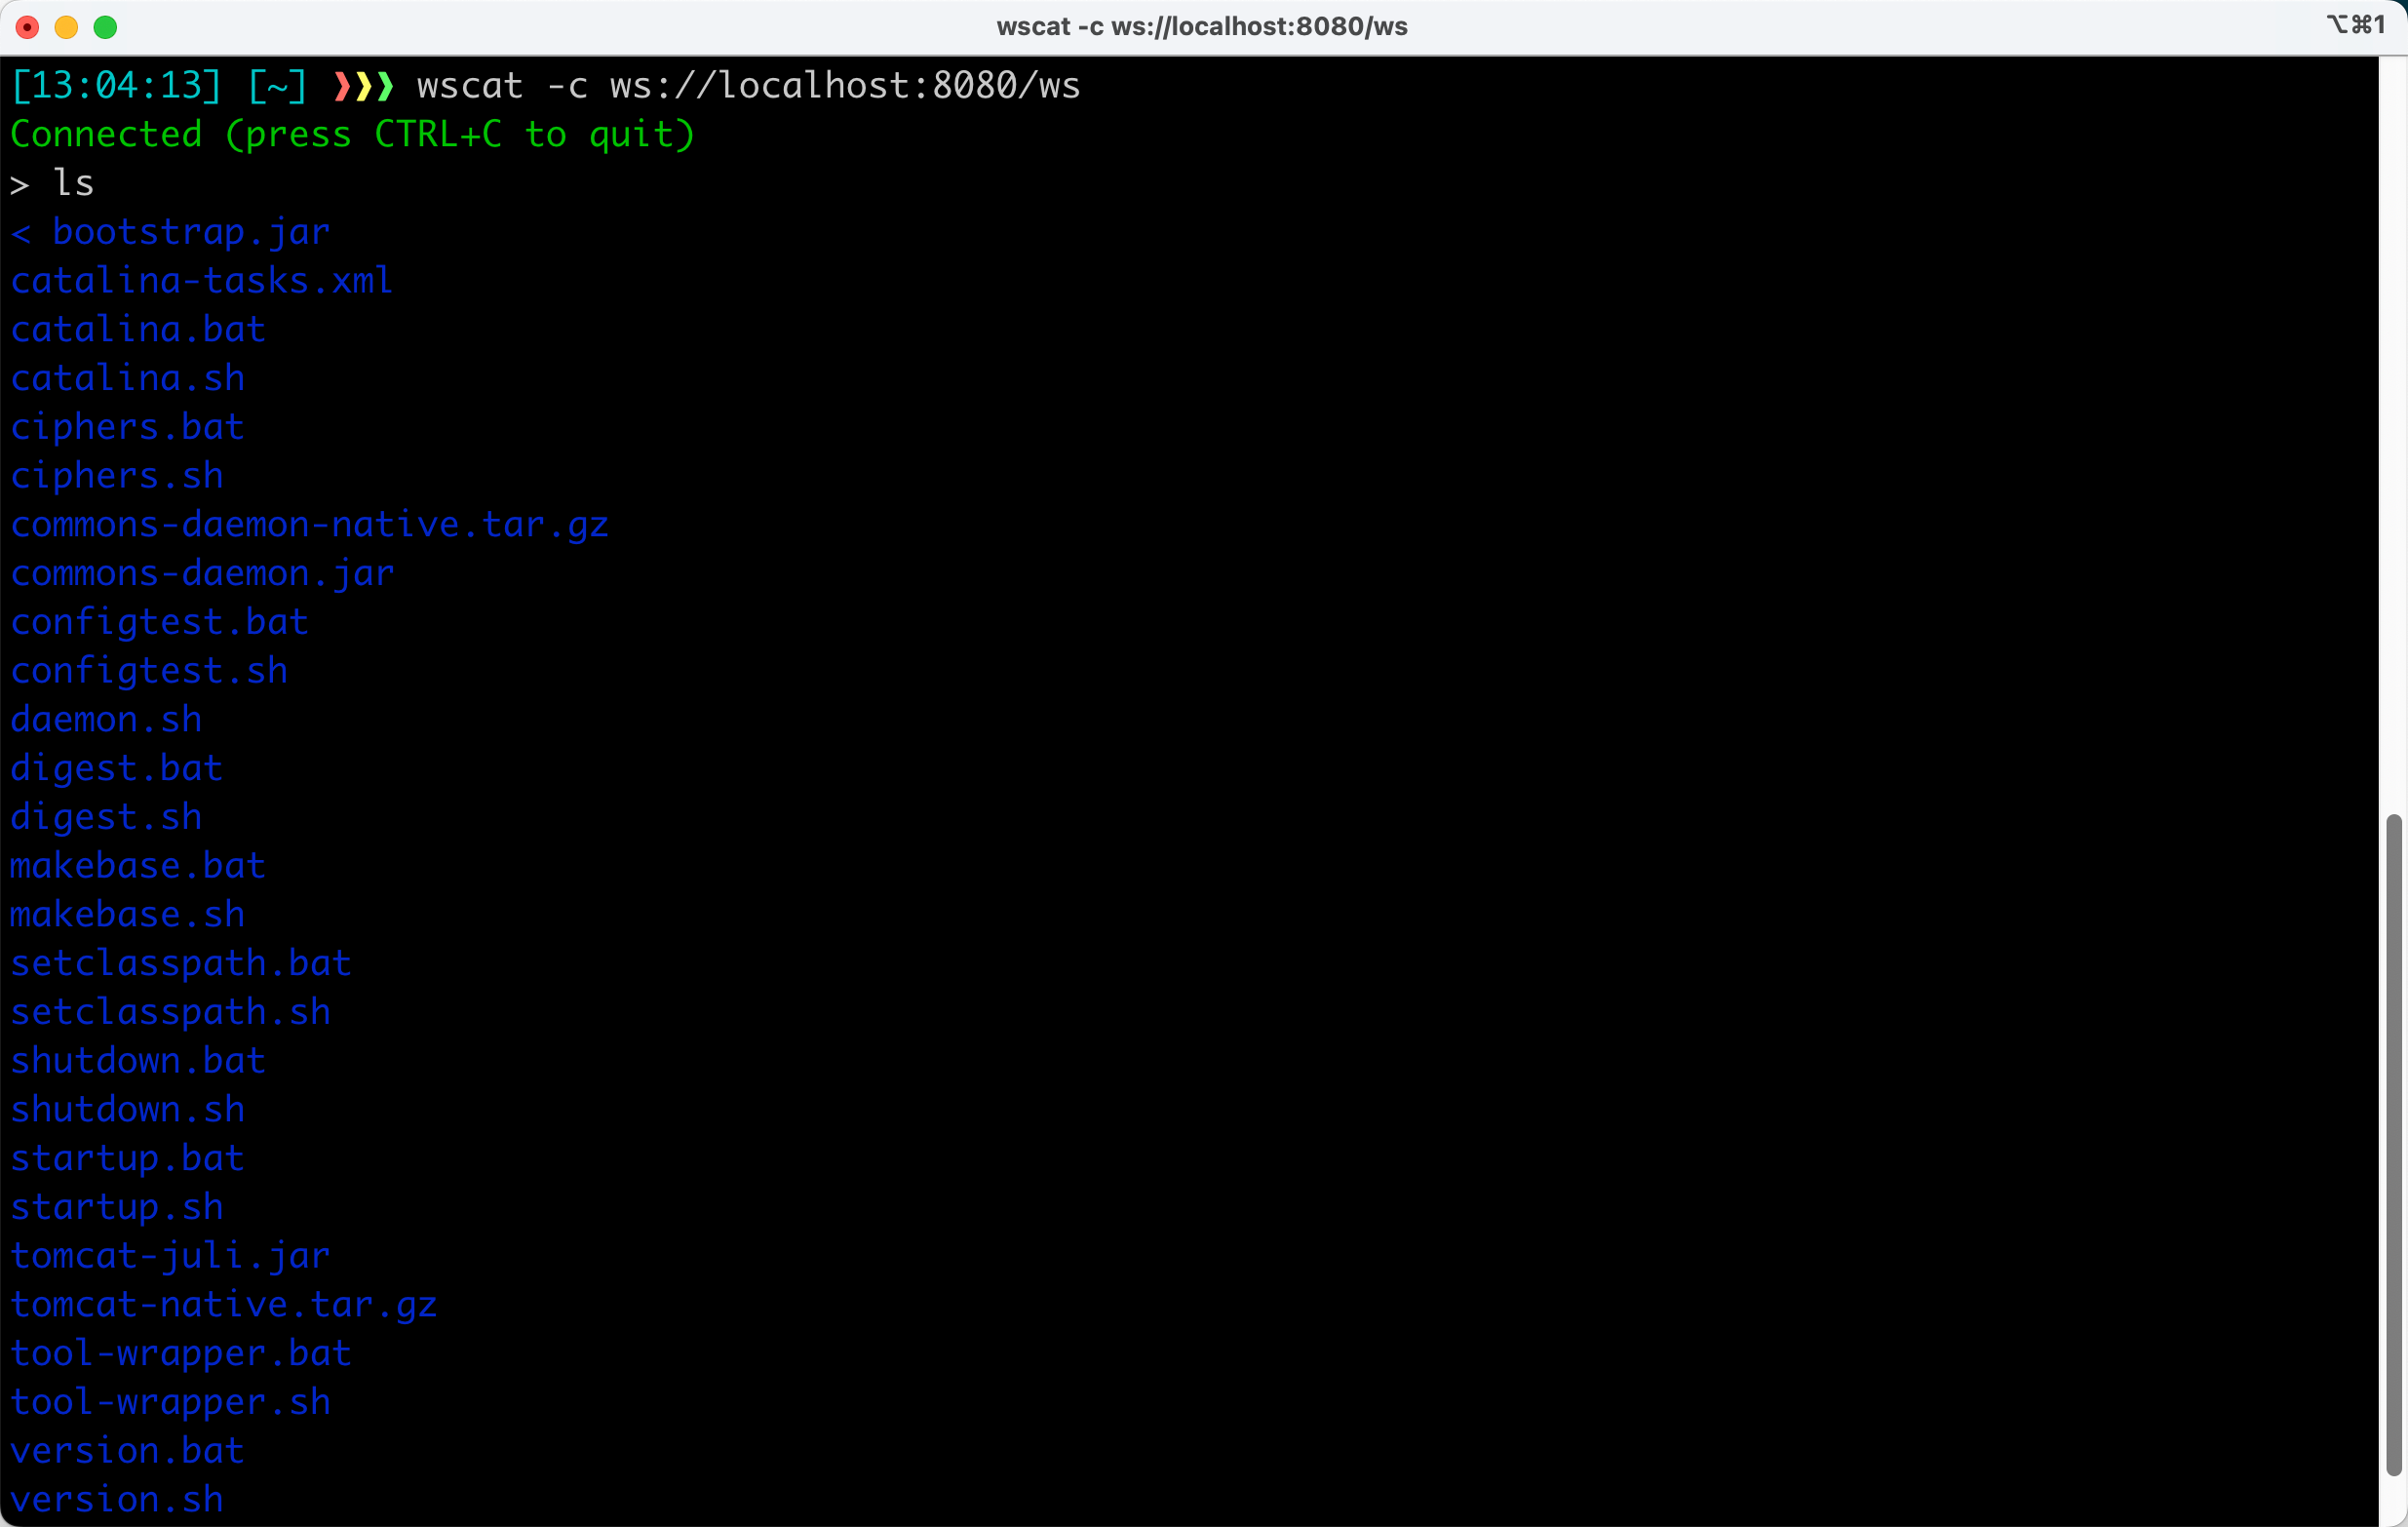 wscat -c ws://localhost:8080/ws
⌥⌘1
[13:04:13] [~] ❯❯❯ wscat -c ws://localhost:8080/ws
Connected (press CTRL+C to quit)
> ls
< bootstrap.jar
catalina-tasks.xml
catalina.bat
catalina.sh
ciphers.bat
ciphers.sh
commons-daemon-native.tar.gz
commons-daemon.jar
configtest.bat
configtest.sh
daemon.sh
digest.bat
digest.sh
makebase.bat
makebase.sh
setclasspath.bat
setclasspath.sh
shutdown.bat
shutdown.sh
startup.bat
startup.sh
tomcat-juli.jar
tomcat-native.tar.gz
tool-wrapper.bat
tool-wrapper.sh
version.bat
version.sh